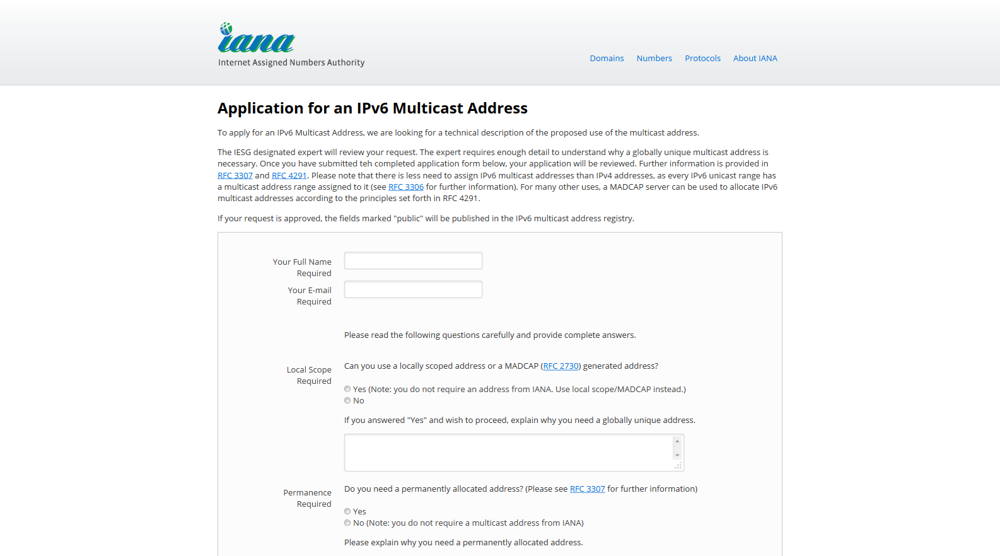 iana
Internet Assigned Numbers Authority
Domains Numbers Protocols About IANA
Application for an IPv6 Multicast Address
To apply for an IPv6 Multicast Address, we are looking for a technical description of the proposed use of the multicast address.
The IESG designated expert will review your request. The expert requires enough detail to understand why a globally unique multicast address is
necessary. Once you have submitted teh completed application form below, your application will be reviewed. Further information is provided in
RFC 3307 and RFC 4291. Please note that there is less need to assign IPv6 multicast addresses than IPv4 addresses, as every IPv6 unicast range has
a multicast address range assigned to it (see RFC 3306 for further information). For many other uses, a MADCAP server can be used to allocate IPv6
multicast addresses according to the principles set forth in RFC 4291.
If your request is approved, the fields marked "public" will be published in the IPv6 multicast address registry.
Your Full Name
Required
Your E-mail
Required
Please read the following questions carefully and provide complete answers.
Local Scope
Required
Can you use a locally scoped address or a MADCAP (RFC 2730) generated address?
Yes (Note: you do not require an address from IANA. Use local scope/MADCAP instead.)
No
If you answered "Yes" and wish to proceed, explain why you need a globally unique address.
Permanence
Required
Do you need a permanently allocated address? (Please see RFC 3307 for further information)
Yes
No (Note: you do not require a multicast address from IANA)
Please explain why you need a permanently allocated address.